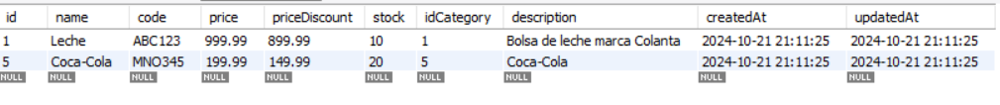 id name code price priceDiscount stock idCategory description createdAt updatedAt
1 Leche ABC123 999.99 899.99 10 1 Bolsa de leche marca Colanta 2024-10-21 21:11:25 2024-10-21 21:11:25
5 Coca-Cola MNO345 199.99 149.99 20 5 Coca-Cola 2024-10-21 21:11:25 2024-10-21 21:11:25
NULL NULL NULL NULL NULL NULL NULL NULL NULL NULL